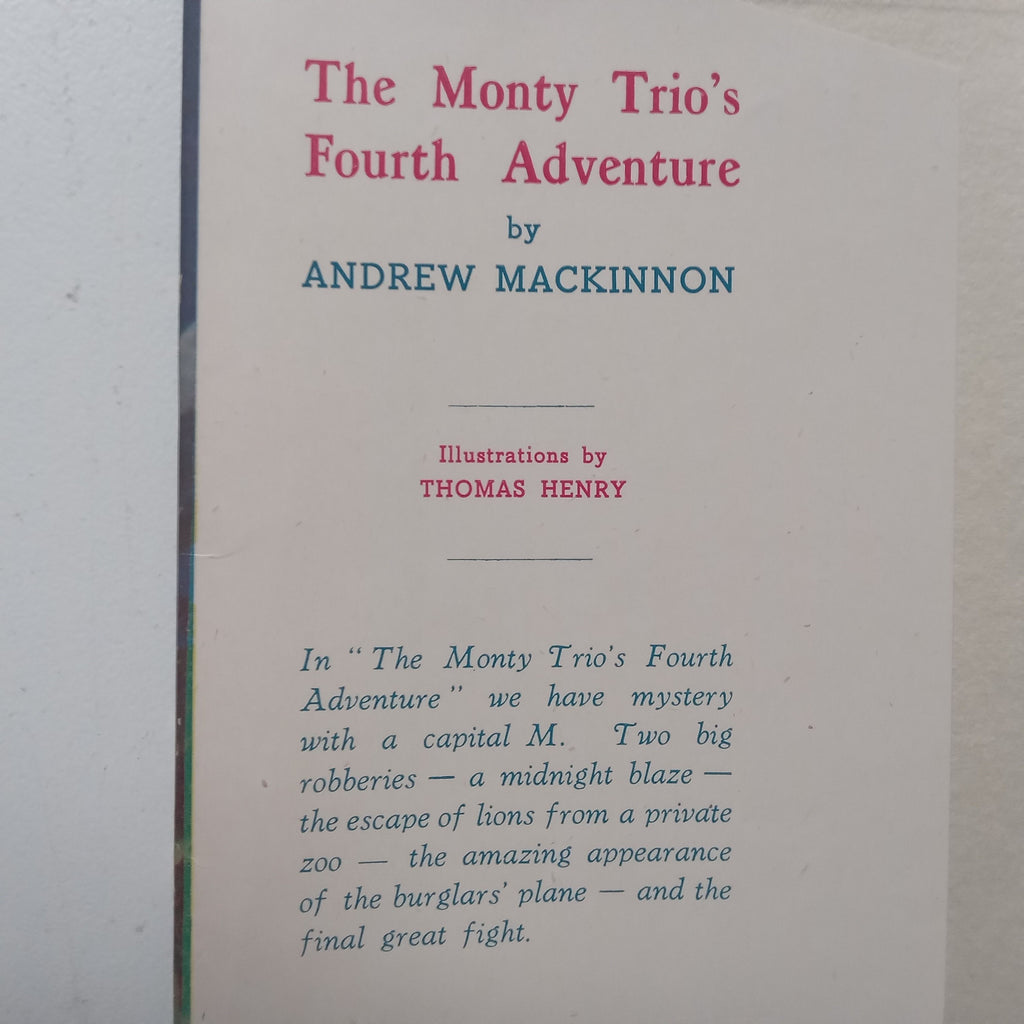 The Monty Trio's
Fourth Adventure
by
ANDREW MACKINNON
Illustrations by
THOMAS HENRY
In “ The Monty Trio's Fourth
Adventure ” we have mystery
with a capital M. Two big
robberies — a midnight blaze —
the escape of lions from a private
zoo — the amazing appearance
of the burglars' plane — and the
final great fight.